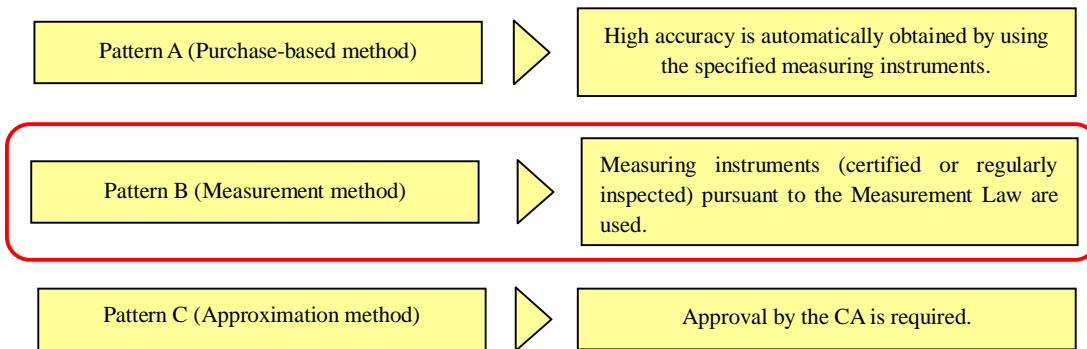 Pattern A (Purchase-based method)
High accuracy is automatically obtained by using
the specified measuring instruments.
Pattern B (Measurement method)
Measuring instruments (certified or regularly
inspected) pursuant to the Measurement Law are
used.
Pattern C (Approximation method)
Approval by the CA is required.